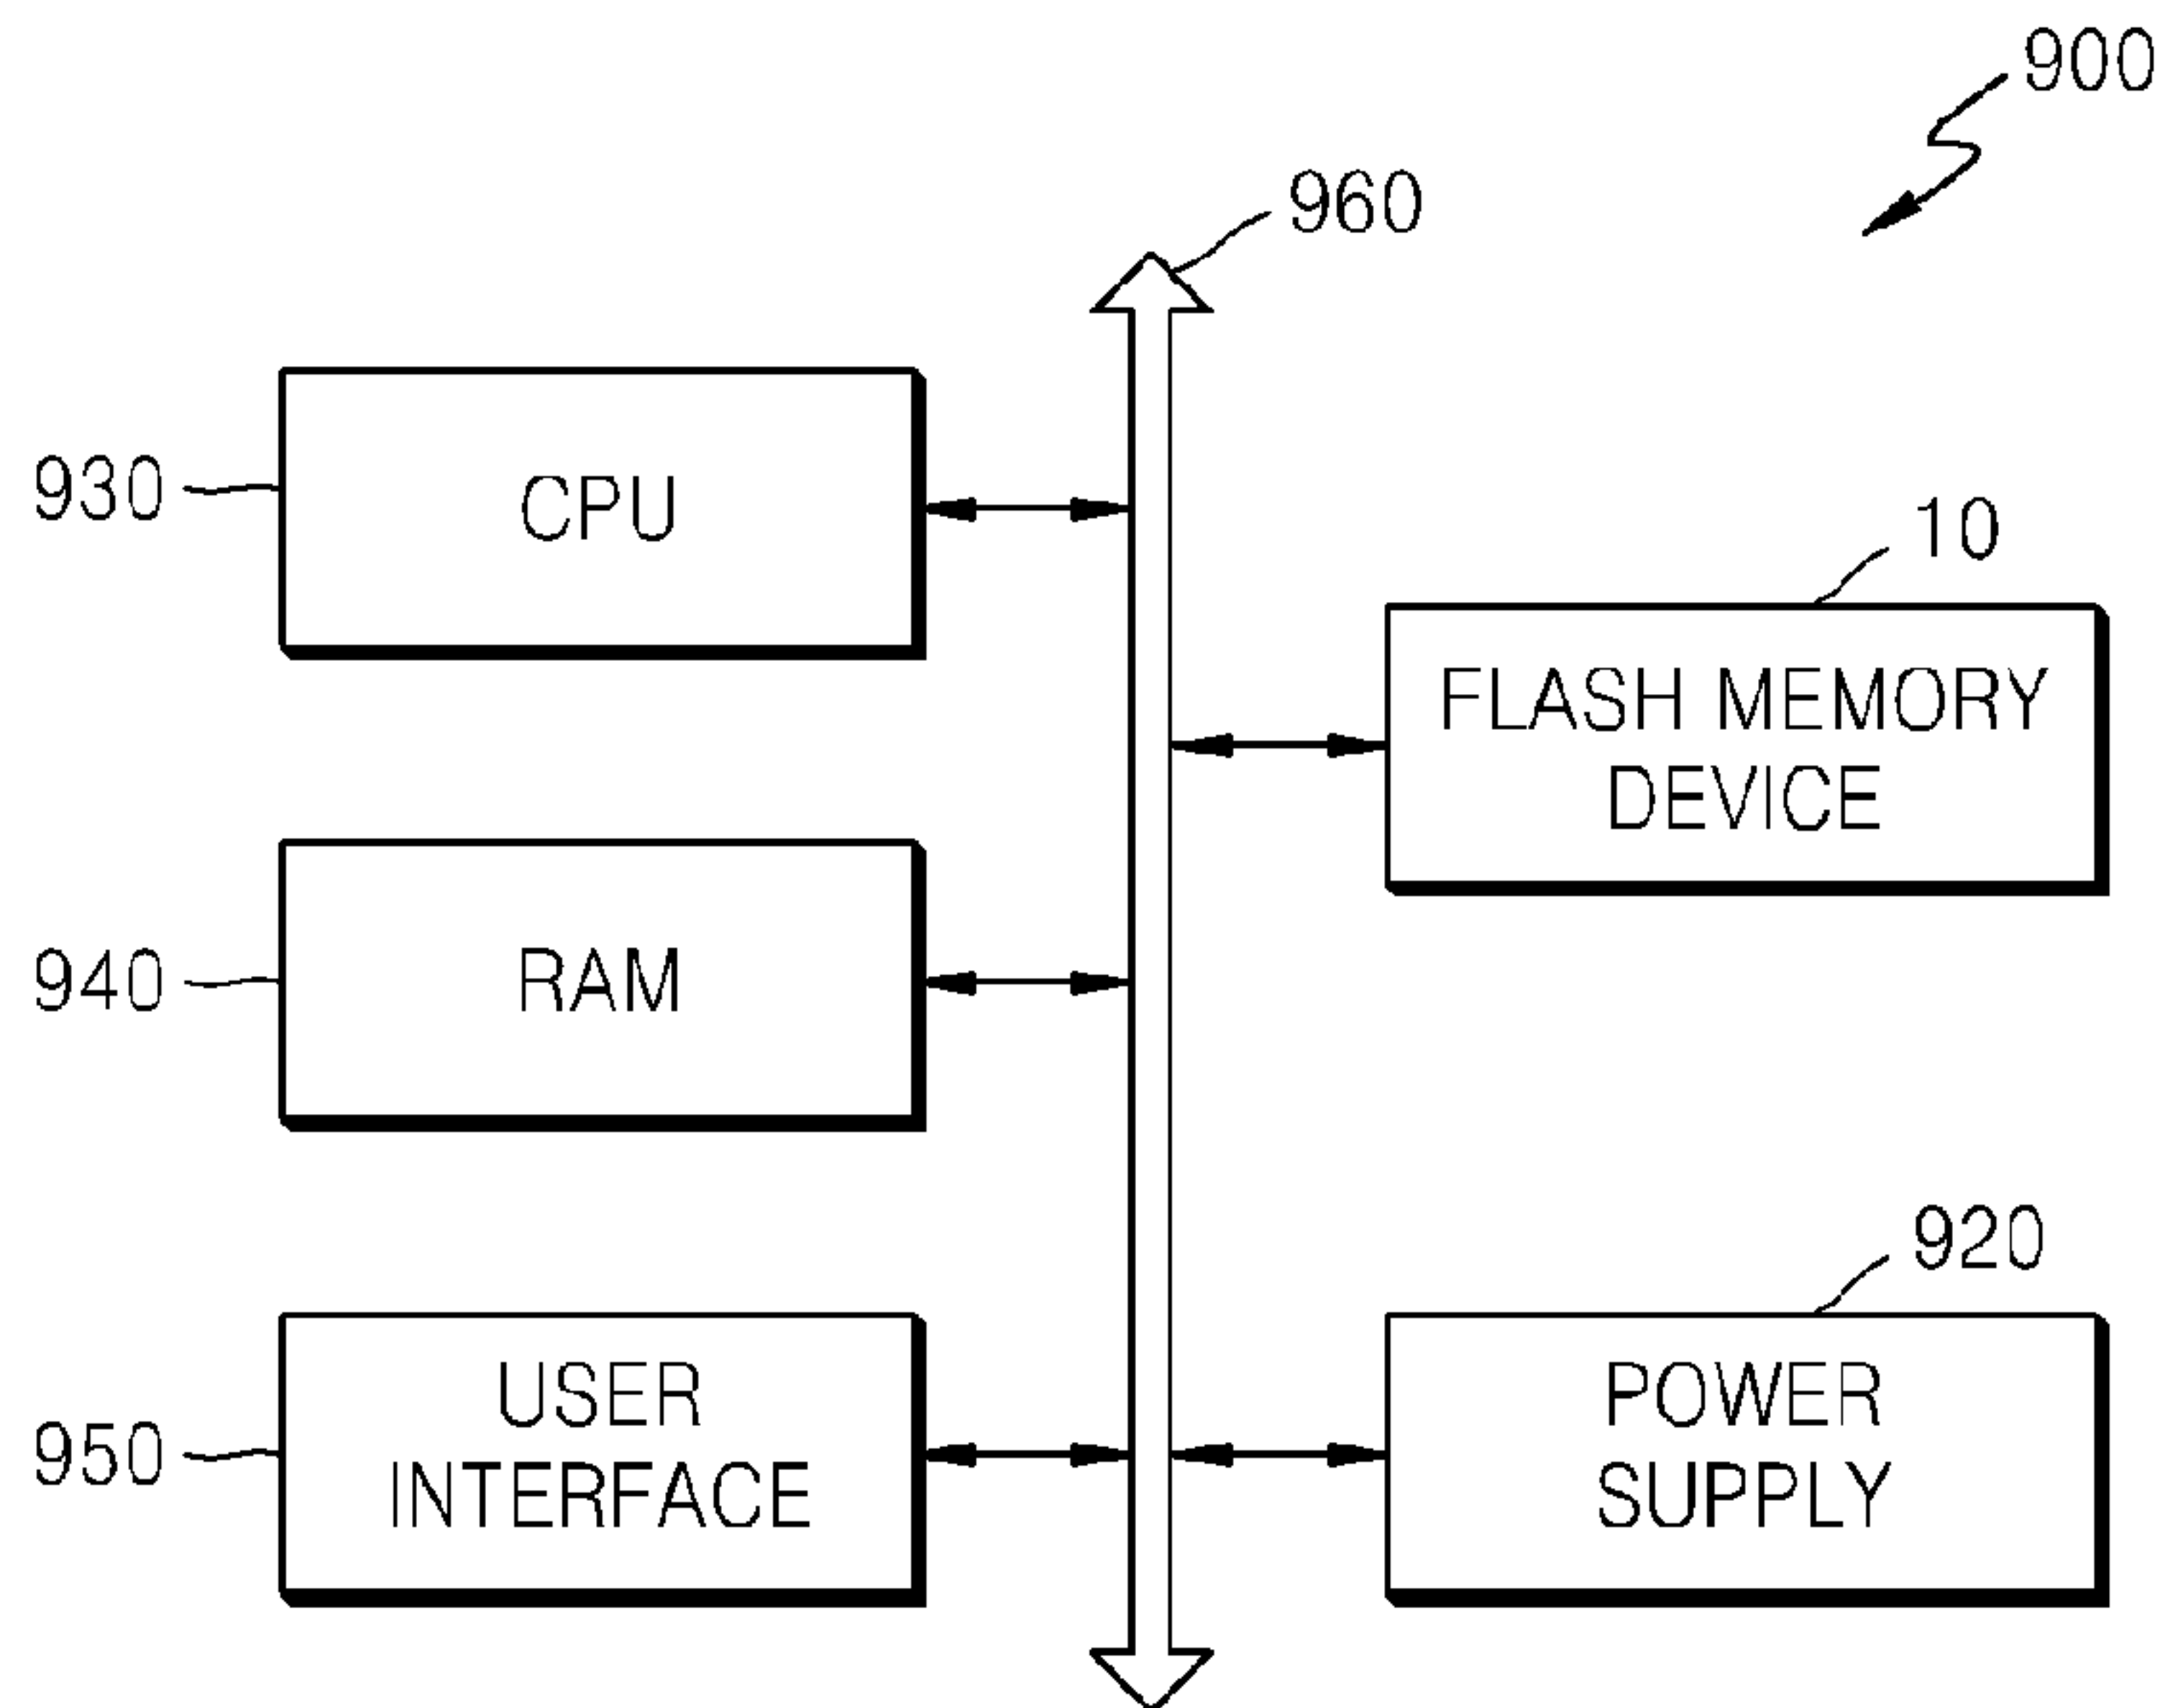 900
960
930
CPU
10
FLASH MEMORY
DEVICE
940
RAM
920
950
USER
INTERFACE
POWER
SUPPLY